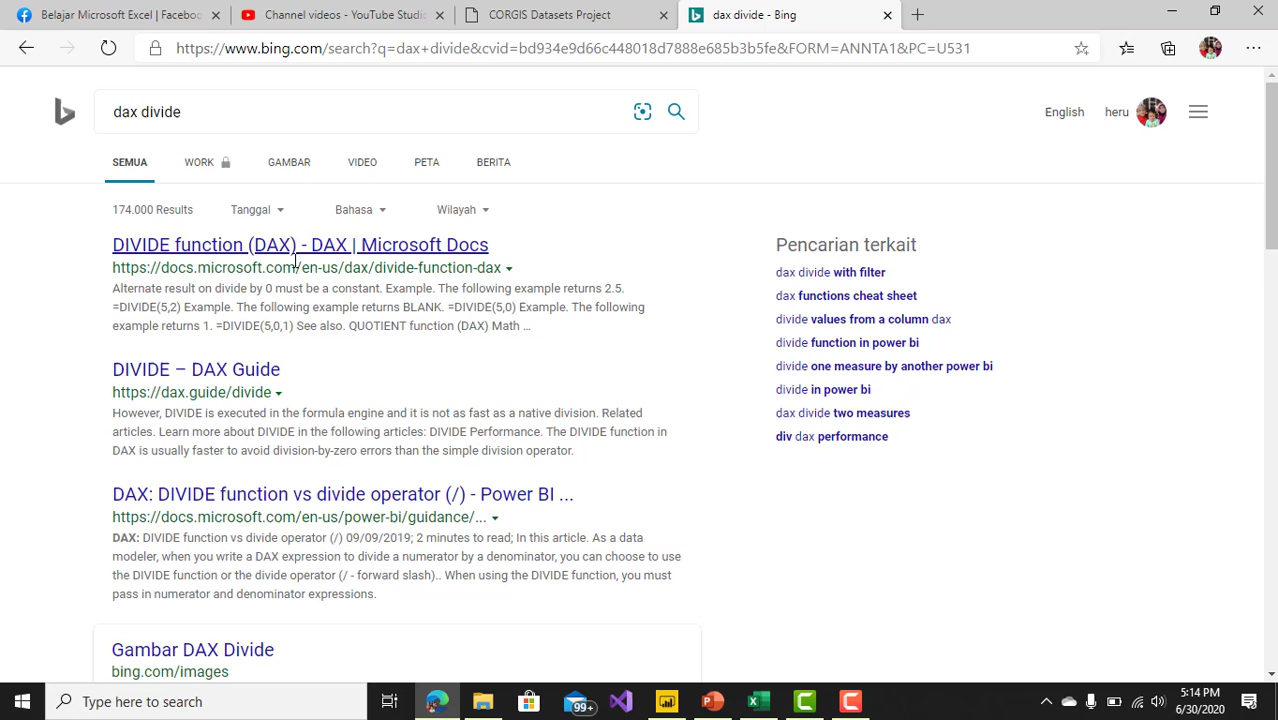 Belajar Microsoft Excel | Faceboo
Channel videos - YouTube Studio
CORGIS Datasets Project
dax divide - Bing
https://www.bing.com/search?q=dax+divide&cvid=bd934e9d66c448018d7888e685b3b5fe&FORM=ANNTA1&PC=U531
dax divide
English
heru
SEMUA
WORK
GAMBAR
VIDEO
PETA
BERITA
174.000 Results
Tanggal
Bahasa
Wilayah
DIVIDE function (DAX) - DAX | Microsoft Docs
https://docs.microsoft.com/en-us/dax/divide-function-dax
Alternate result on divide by 0 must be a constant. Example. The following example returns 2.5.
=DIVIDE(5,2) Example. The following example returns BLANK. =DIVIDE(5,0) Example. The following
example returns 1. =DIVIDE(5,0,1) See also. QUOTIENT function (DAX) Math ...
DIVIDE – DAX Guide
https://dax.guide/divide
However, DIVIDE is executed in the formula engine and it is not as fast as a native division. Related
articles. Learn more about DIVIDE in the following articles: DIVIDE Performance. The DIVIDE function in
DAX is usually faster to avoid division-by-zero errors than the simple division operator.
DAX: DIVIDE function vs divide operator (/) - Power BI ...
https://docs.microsoft.com/en-us/power-bi/guidance/...
DAX: DIVIDE function vs divide operator (/) 09/09/2019; 2 minutes to read; In this article. As a data
modeler, when you write a DAX expression to divide a numerator by a denominator, you can choose to use
the DIVIDE function or the divide operator (/ - forward slash).. When using the DIVIDE function, you must
pass in numerator and denominator expressions.
Gambar DAX Divide
bing.com/images
Pencarian terkait
dax divide with filter
dax functions cheat sheet
divide values from a column dax
divide function in power bi
divide one measure by another power bi
divide in power bi
dax divide two measures
div dax performance
Type here to search
99+
5:14 PM
6/30/2020